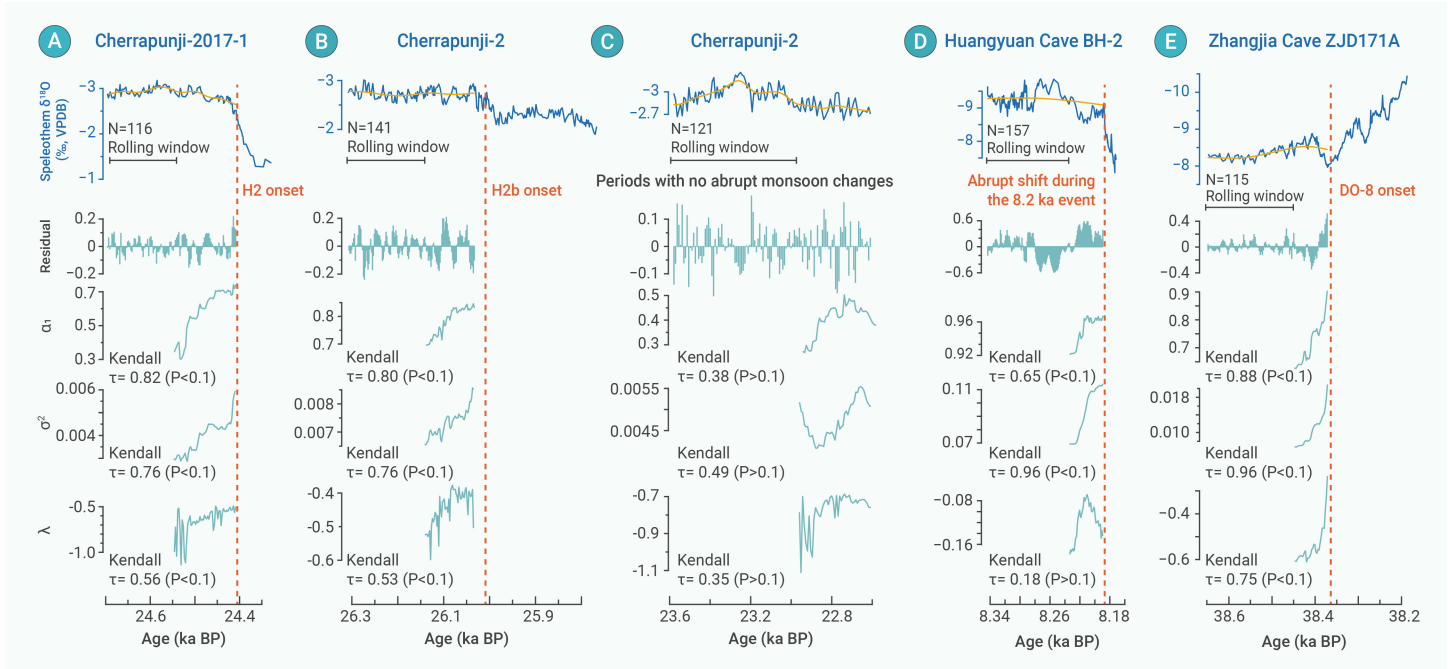 A Cherrapunji-2017-1
B Cherrapunji-2
C Cherrapunji-2
D Huangyuan Cave BH-2
E Zhangjia Cave ZJD171A
Speleothem δ¹⁸O
(‰, VPDB)
−3
−2
−1
N=116
Rolling window
H2 onset
−3
−2
N=141
Rolling window
H2b onset
−3
−2.7
N=121
Rolling window
Periods with no abrupt monsoon changes
−9
−8
N=157
Rolling window
Abrupt shift during
the 8.2 ka event
−10
−9
−8
N=115
Rolling window
DO-8 onset
Residual
0.2
0
−0.2
0.2
0
−0.2
0.1
0
−0.1
0.6
0
−0.6
0.4
0
−0.4
α₁
0.7
0.5
0.3
Kendall
τ= 0.82 (P<0.1)
0.8
0.7
Kendall
τ= 0.80 (P<0.1)
0.5
0.4
0.3
Kendall
τ= 0.38 (P>0.1)
0.96
0.92
Kendall
τ= 0.65 (P<0.1)
0.9
0.8
0.7
Kendall
τ= 0.88 (P<0.1)
σ²
0.006
0.004
Kendall
τ= 0.76 (P<0.1)
0.008
0.007
Kendall
τ= 0.76 (P<0.1)
0.0055
0.0045
Kendall
τ= 0.49 (P>0.1)
0.11
0.07
Kendall
τ= 0.96 (P<0.1)
0.018
0.010
Kendall
τ= 0.96 (P<0.1)
λ
−0.5
-1.0
Kendall
τ= 0.56 (P<0.1)
−0.4
−0.5
−0.6
Kendall
τ= 0.53 (P<0.1)
−0.7
−0.9
-1.1
Kendall
τ= 0.35 (P>0.1)
−0.08
−0.16
Kendall
τ= 0.18 (P>0.1)
−0.4
−0.6
Kendall
τ= 0.75 (P<0.1)
24.6 24.4
Age (ka BP)
26.3 26.1 25.9
Age (ka BP)
23.6 23.2 22.8
Age (ka BP)
8.34 8.26 8.18
Age (ka BP)
38.6 38.4 38.2
Age (ka BP)